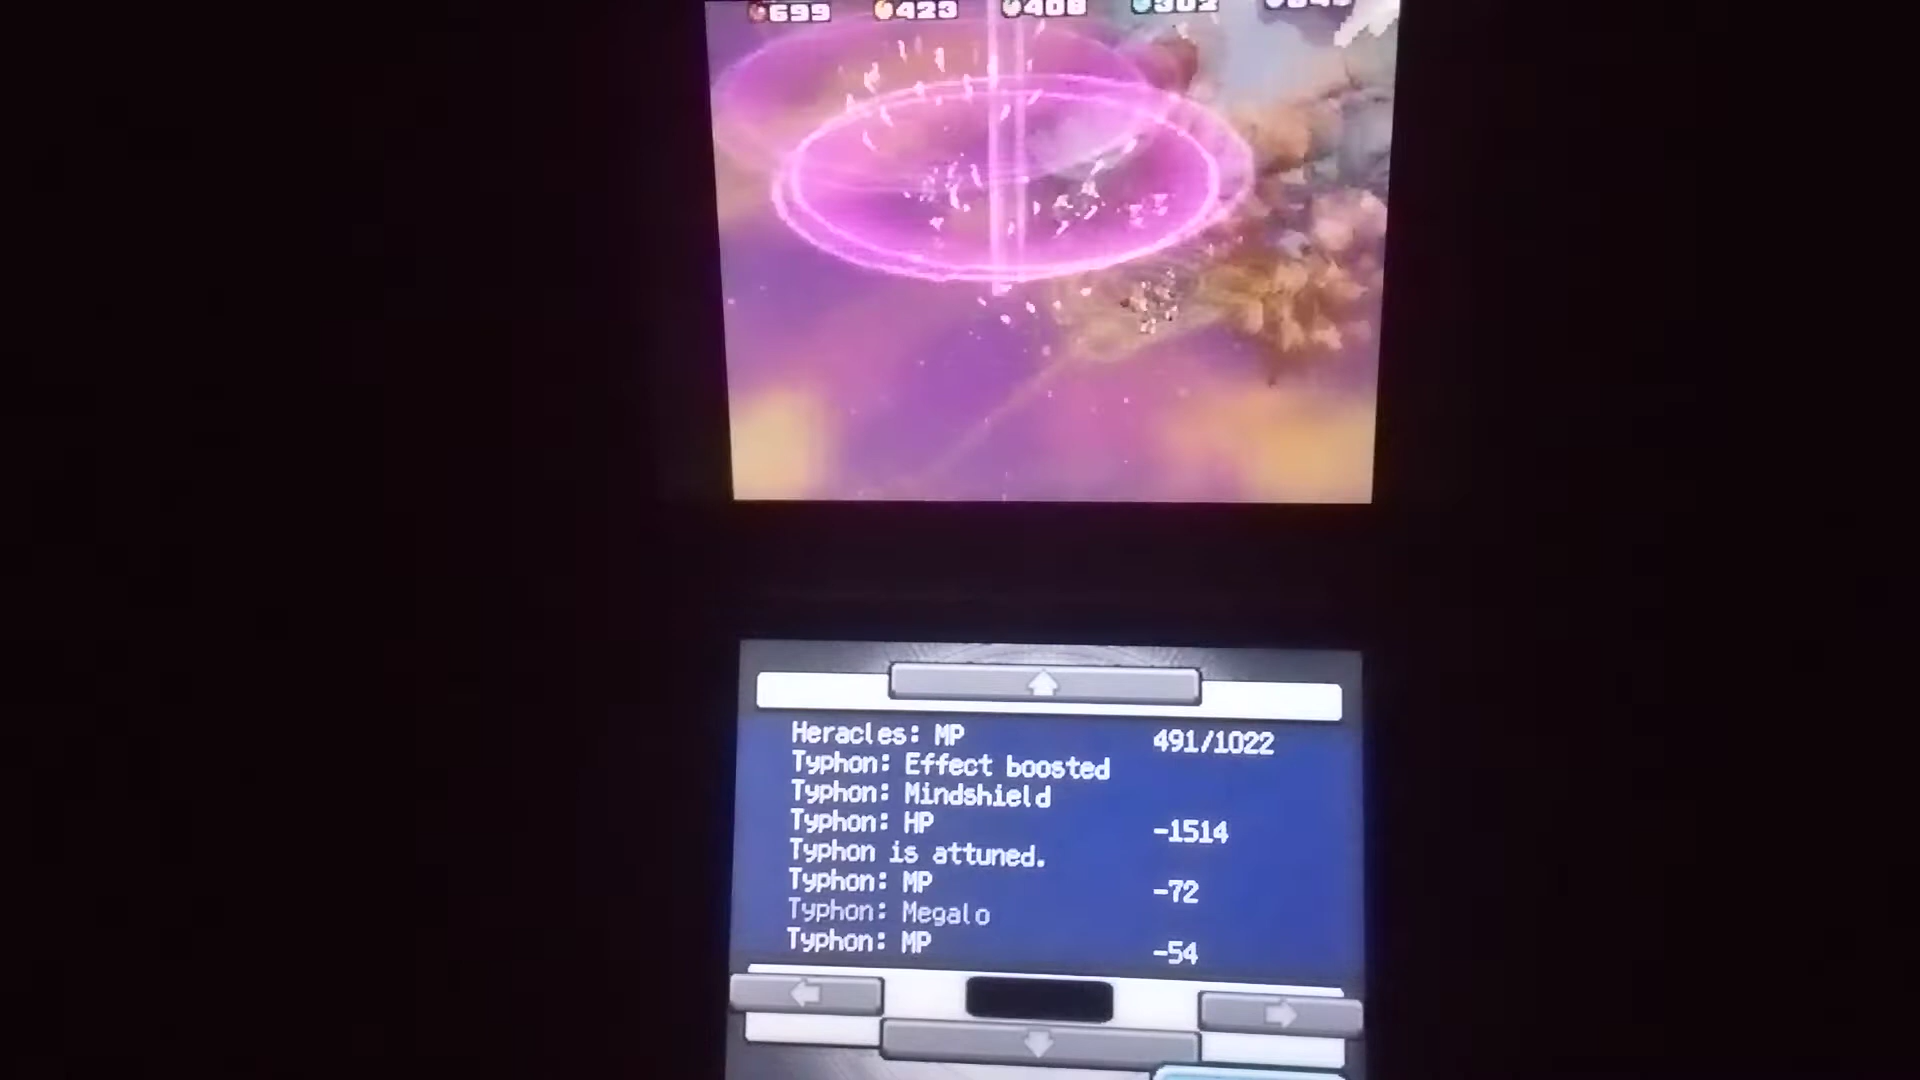 699 423 408 302
Heracles: MP 491/1022
Typhon: Effect boosted
Typhon: Mindshield
Typhon: HP -1514
Typhon is attuned.
Typhon: MP -72
Typhon: Megalo
Typhon: MP -54